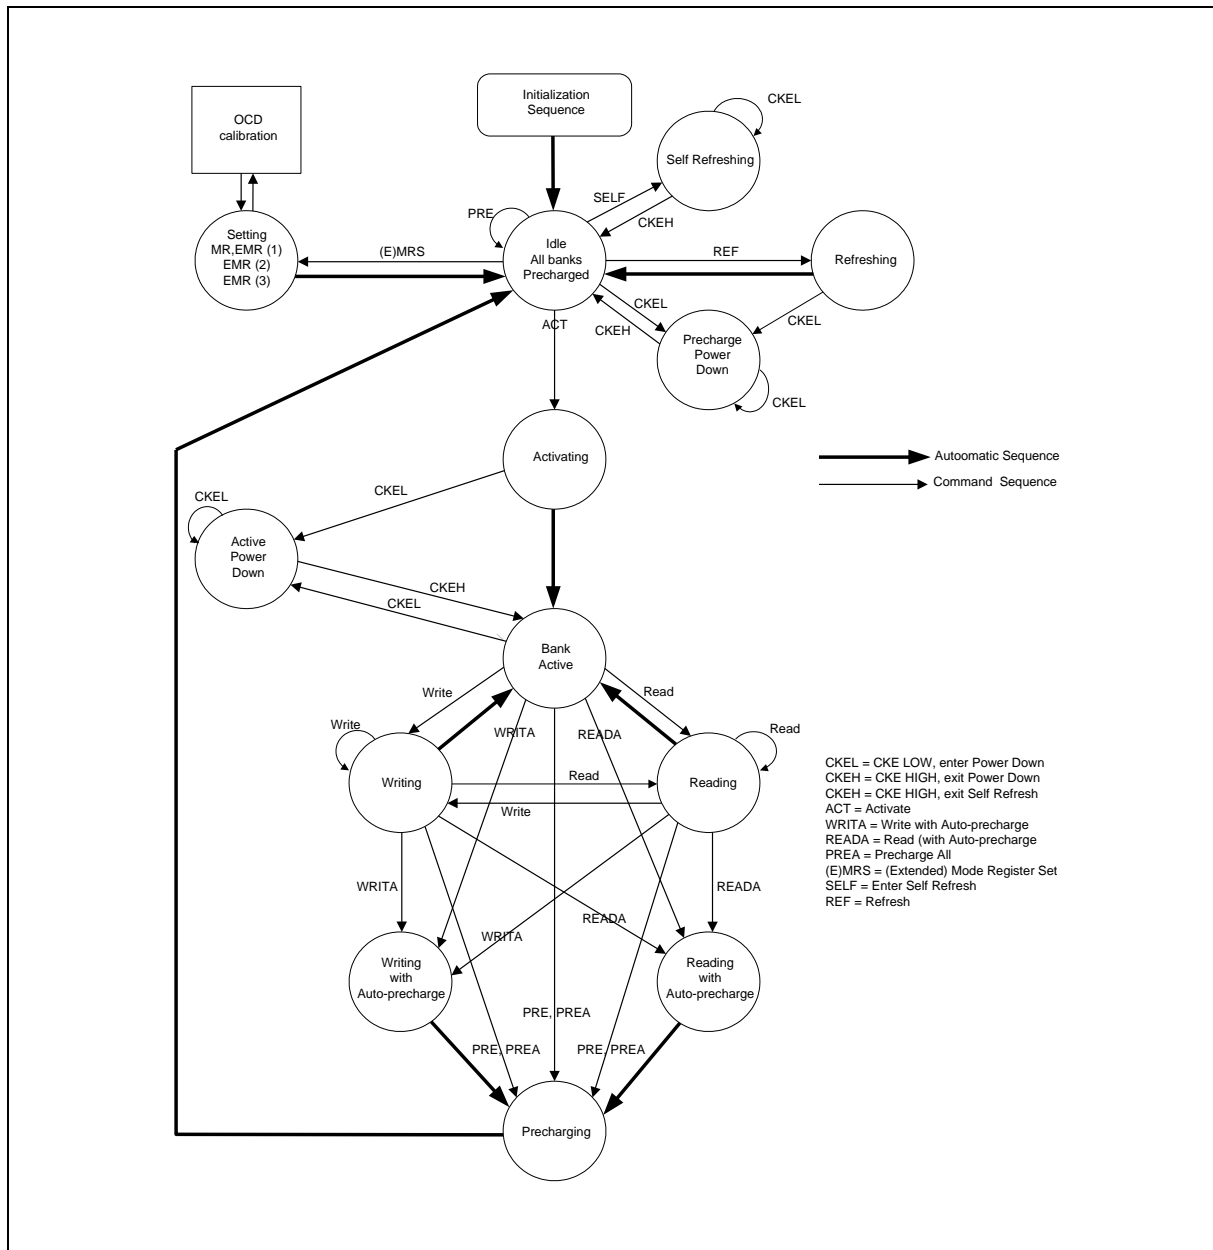 Initialization
Sequence
OCD
calibration
CKEL
Self Refreshing
SELF
CKEH
PRE
Setting
MR,EMR (1)
EMR (2)
EMR (3)
(E)MRS
Idle
All banks
Precharged
REF
Refreshing
CKEL
CKEH
CKEL
ACT
Precharge
Power
Down
CKEL
Activating
Autoomatic Sequence
Command Sequence
CKEL
CKEL
Active
Power
Down
CKEH
CKEL
Bank
Active
Write
Read
Write
WRITA
READA
Read
Writing
Read
Reading
Write
CKEL = CKE LOW, enter Power Down
CKEH = CKE HIGH, exit Power Down
CKEH = CKE HIGH, exit Self Refresh
ACT = Activate
WRITA = Write with Auto-precharge
READA = Read (with Auto-precharge
PREA = Precharge All
(E)MRS = (Extended) Mode Register Set
SELF = Enter Self Refresh
REF = Refresh
WRITA
READA
READA
WRITA
Writing
with
Auto-precharge
Reading
with
Auto-precharge
PRE, PREA
PRE, PREA
PRE, PREA
Precharging